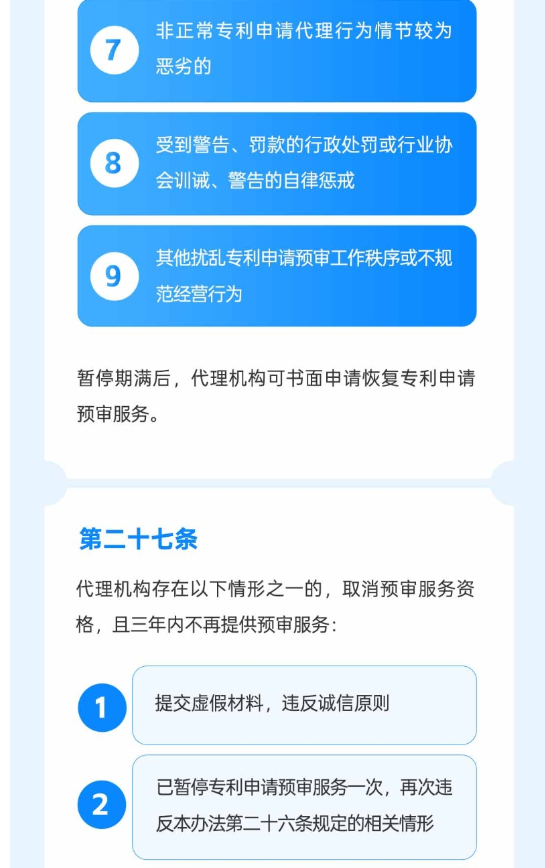 7
非正常专利申请代理行为情节较为
恶劣的
8
受到警告、罚款的行政处罚或行业协
会训诫、警告的自律惩戒
9
其他扰乱专利申请预审工作秩序或不规
范经营行为
暂停期满后，代理机构可书面申请恢复专利申请
预审服务。
第二十七条
代理机构存在以下情形之一的，取消预审服务资
格，且三年内不再提供预审服务：
1
提交虚假材料，违反诚信原则
2
已暂停专利申请预审服务一次，再次违
反本办法第二十六条规定的相关情形